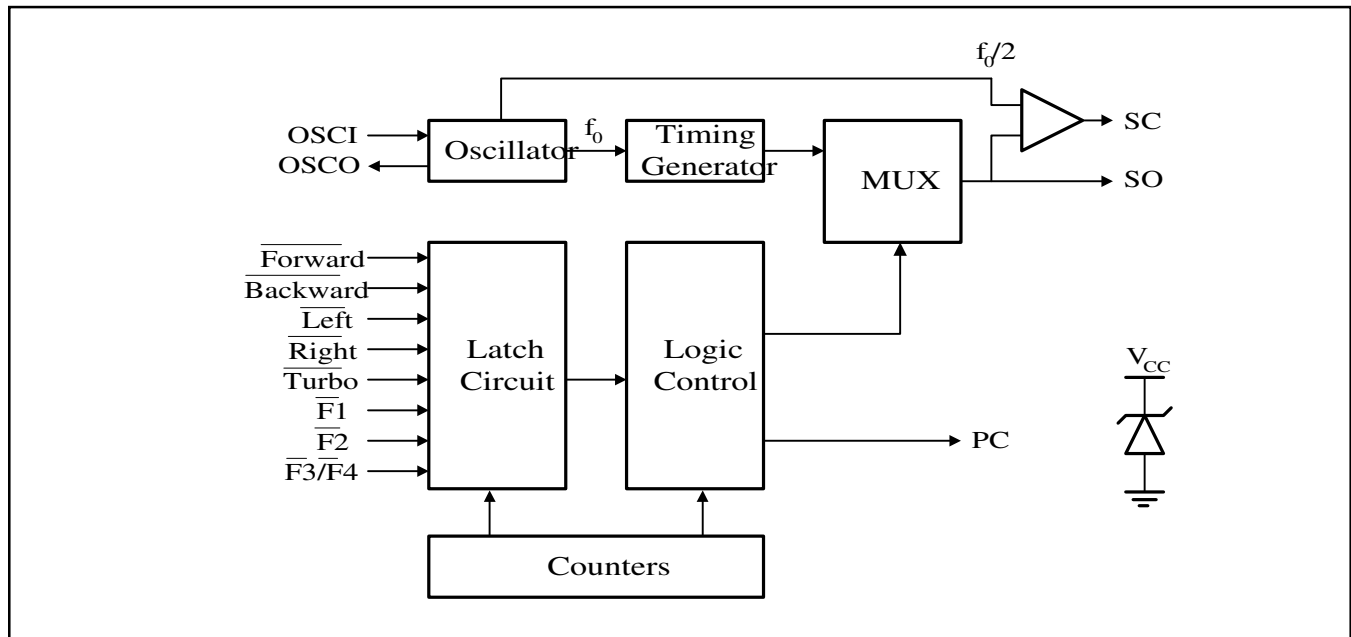 f0/2
OSCI
OSCO
Oscillator
f0
Timing
Generator
MUX
SC
SO
Forward
Backward
Left
Right
Turbo
F1
F2
F3/F4
Latch
Circuit
Logic
Control
PC
VCC
Counters